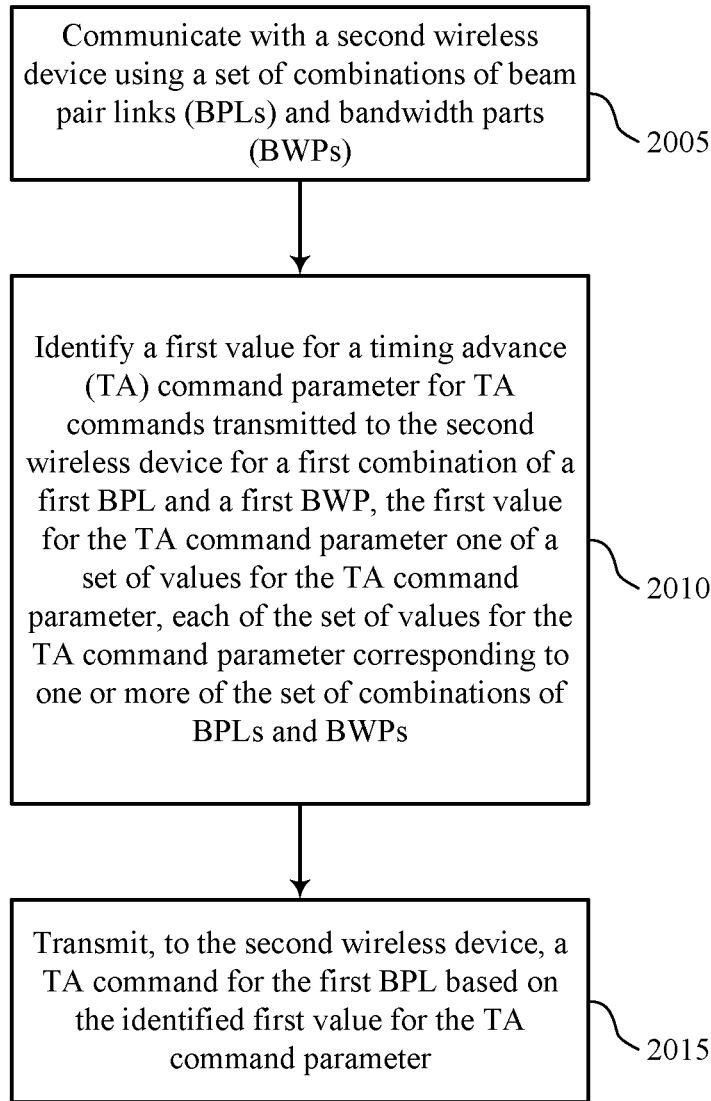 Communicate with a second wireless
device using a set of combinations of beam
pair links (BPLs) and bandwidth parts
(BWPs)
2005
Identify a first value for a timing advance
(TA) command parameter for TA
commands transmitted to the second
wireless device for a first combination of
a first BPL and a first BWP, the first value
for the TA command parameter one of a
set of values for the TA command
parameter, each of the set of values for the
TA command parameter corresponding to
one or more of the set of combinations of
BPLs and BWPs
2010
Transmit, to the second wireless device, a
TA command for the first BPL based on
the identified first value for the TA
command parameter
2015